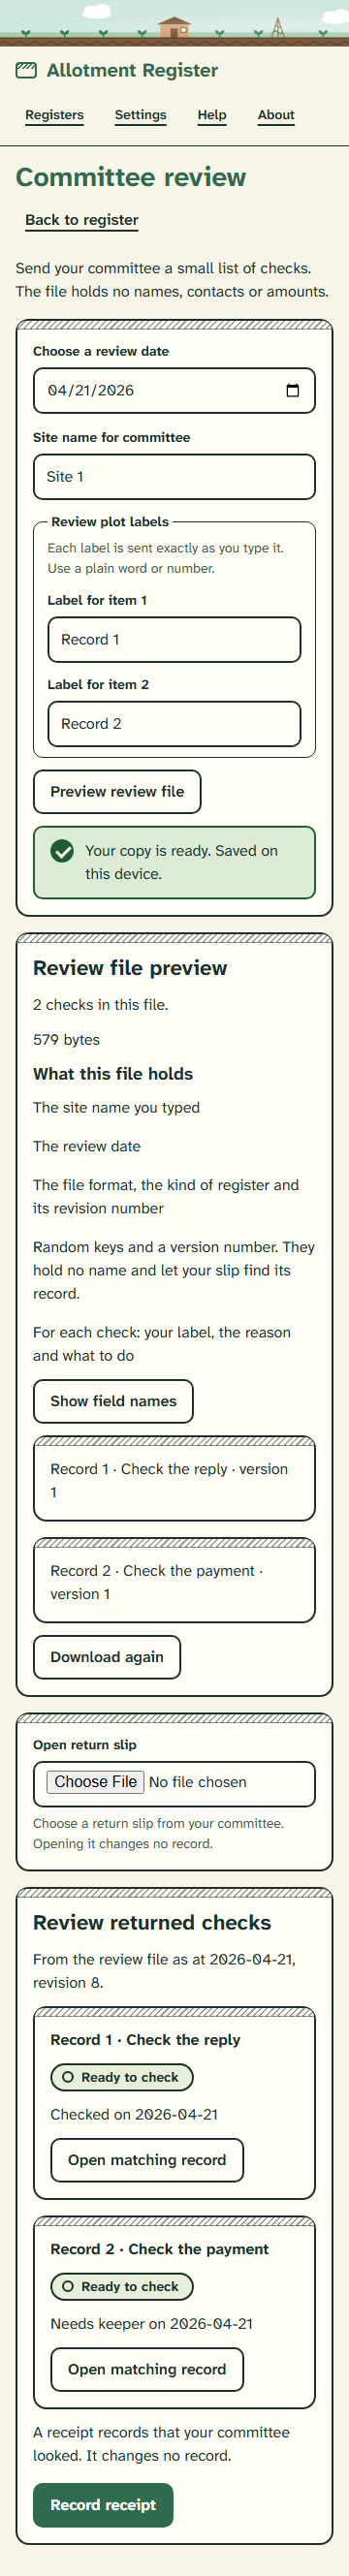 Allotment Register
Registers Settings Help About
Committee review
Back to register
Send your committee a small list of checks.
The file holds no names, contacts or amounts.
Choose a review date
04/21/2026
Site name for committee
Site 1
Review plot labels
Each label is sent exactly as you type it.
Use a plain word or number.
Label for item 1
Record 1
Label for item 2
Record 2
Preview review file
Your copy is ready. Saved on
this device.
Review file preview
2 checks in this file.
579 bytes
What this file holds
The site name you typed
The review date
The file format, the kind of register and
its revision number
Random keys and a version number. They
hold no name and let your slip find its
record.
For each check: your label, the reason
and what to do
Show field names
Record 1 · Check the reply · version
1
Record 2 · Check the payment ·
version 1
Download again
Open return slip
Choose File No file chosen
Choose a return slip from your committee.
Opening it changes no record.
Review returned checks
From the review file as at 2026-04-21,
revision 8.
Record 1 · Check the reply
Ready to check
Checked on 2026-04-21
Open matching record
Record 2 · Check the payment
Ready to check
Needs keeper on 2026-04-21
Open matching record
A receipt records that your committee
looked. It changes no record.
Record receipt